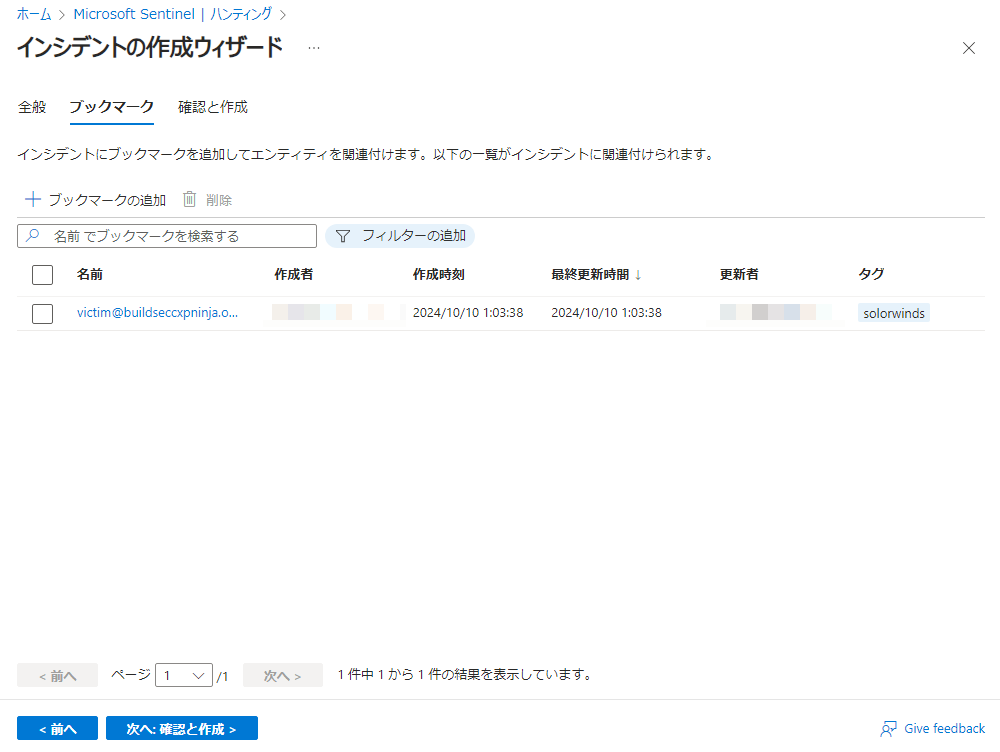 ホーム > Microsoft Sentinel | ハンティング >
インシデントの作成ウィザード ...
全般 ブックマーク 確認と作成
インシデントにブックマークを追加してエンティティを関連付けます。以下の一覧がインシデントに関連付けられます。
ブックマークの追加 削除
名前 でブックマークを検索する フィルターの追加
名前 作成者 作成時刻 最終更新時間 ↓ 更新者 タグ
victim@buildseccxpninja.o... 2024/10/10 1:03:38 2024/10/10 1:03:38 solorwinds
< 前へ ページ 1 /1 次へ > 1 件中 1 から 1 件の結果を表示しています。
< 前へ 次へ: 確認と作成 > Give feedback